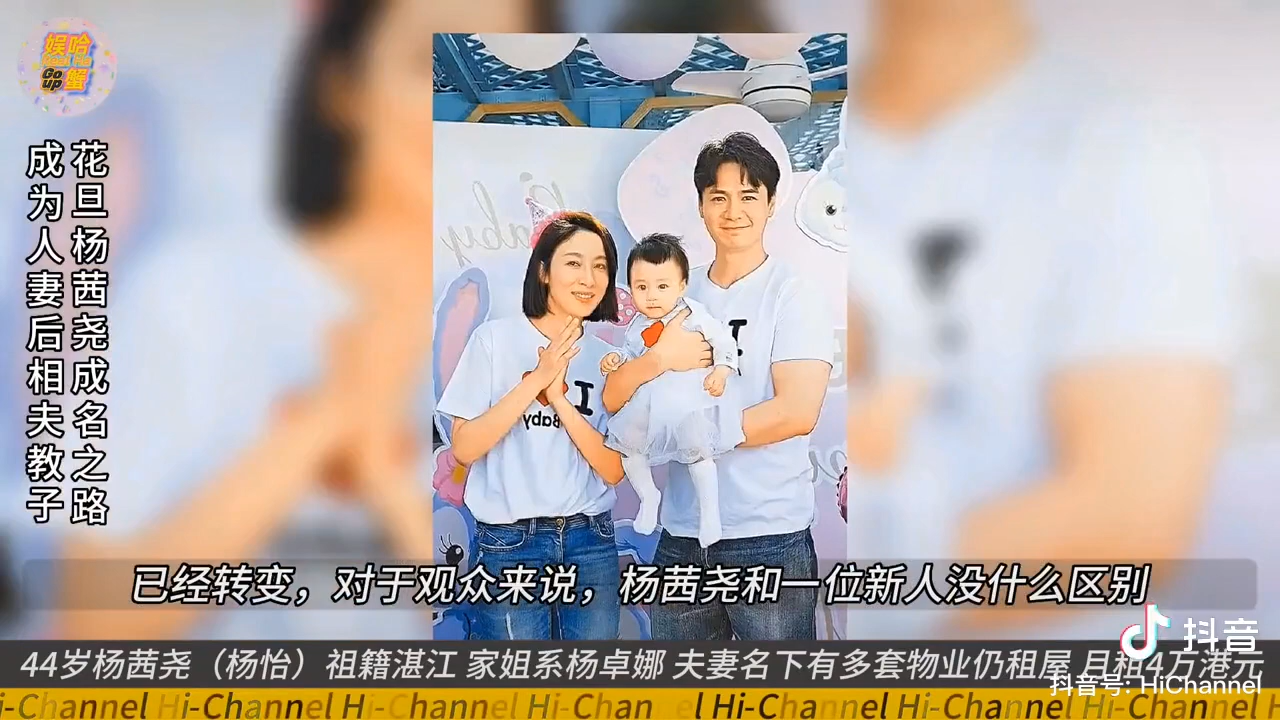 娱哈
Go up 蟹
花旦杨茜尧成名之路
成为人妻后相夫教子
Baby
I
I
Baby
已经转变，对于观众来说，杨茜尧和一位新人没什么区别
抖音
44岁杨茜尧（杨怡）祖籍湛江 家姐系杨卓娜 夫妻名下有多套物业仍租屋 月租4万港元
抖音号: HiChannel
i-Channel Hi-Channel Hi-Channel Hi-Chan el Hi-Channel Hi-Channel Hi-Channel H